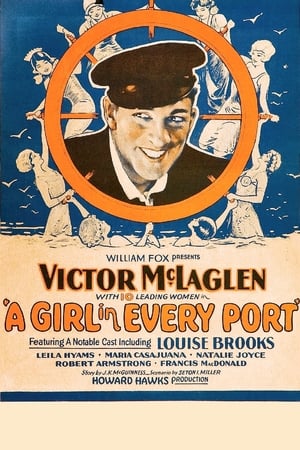 WILLIAM FOX PRESENTS
VICTOR McLAGLEN
WITH 10 LEADING WOMEN in
"A GIRL in EVERY PORT"
Featuring A Notable Cast Including LOUISE BROOKS
LEILA HYAMS • MARIA CASAJUANA • NATALIE JOYCE
ROBERT ARMSTRONG • FRANCIS MacDONALD
Story by J.K. McGUINNESS_ Scenario by SETON I. MILLER
HOWARD HAWKS PRODUCTION